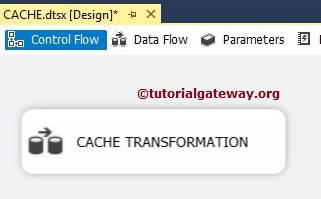 CACHE.dtsx [Design]*
Control Flow Data Flow Parameters
©tutorialgateway.org
CACHE TRANSFORMATION